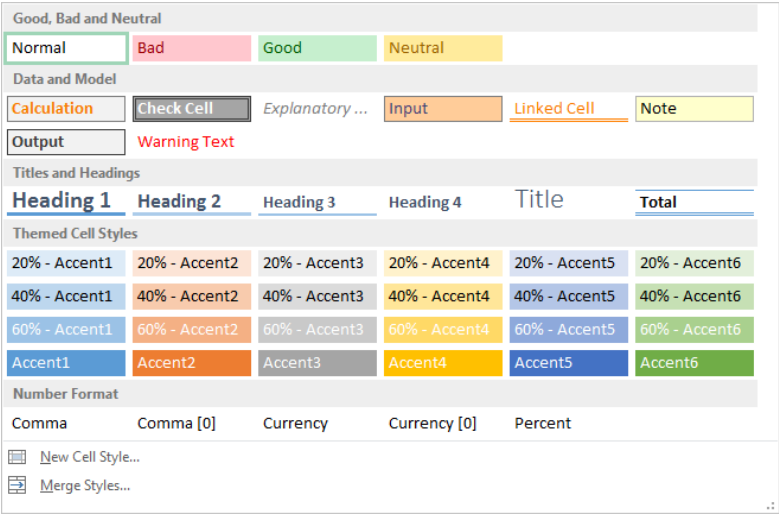 Good, Bad and Neutral
Normal Bad Good Neutral
Data and Model
Calculation Check Cell Explanatory ... Input Linked Cell Note
Output Warning Text
Titles and Headings
Heading 1 Heading 2 Heading 3 Heading 4 Title Total
Themed Cell Styles
20% - Accent1 20% - Accent2 20% - Accent3 20% - Accent4 20% - Accent5 20% - Accent6
40% - Accent1 40% - Accent2 40% - Accent3 40% - Accent4 40% - Accent5 40% - Accent6
60% - Accent1 60% - Accent2 60% - Accent3 60% - Accent4 60% - Accent5 60% - Accent6
Accent1 Accent2 Accent3 Accent4 Accent5 Accent6
Number Format
Comma Comma [0] Currency Currency [0] Percent
New Cell Style...
Merge Styles...